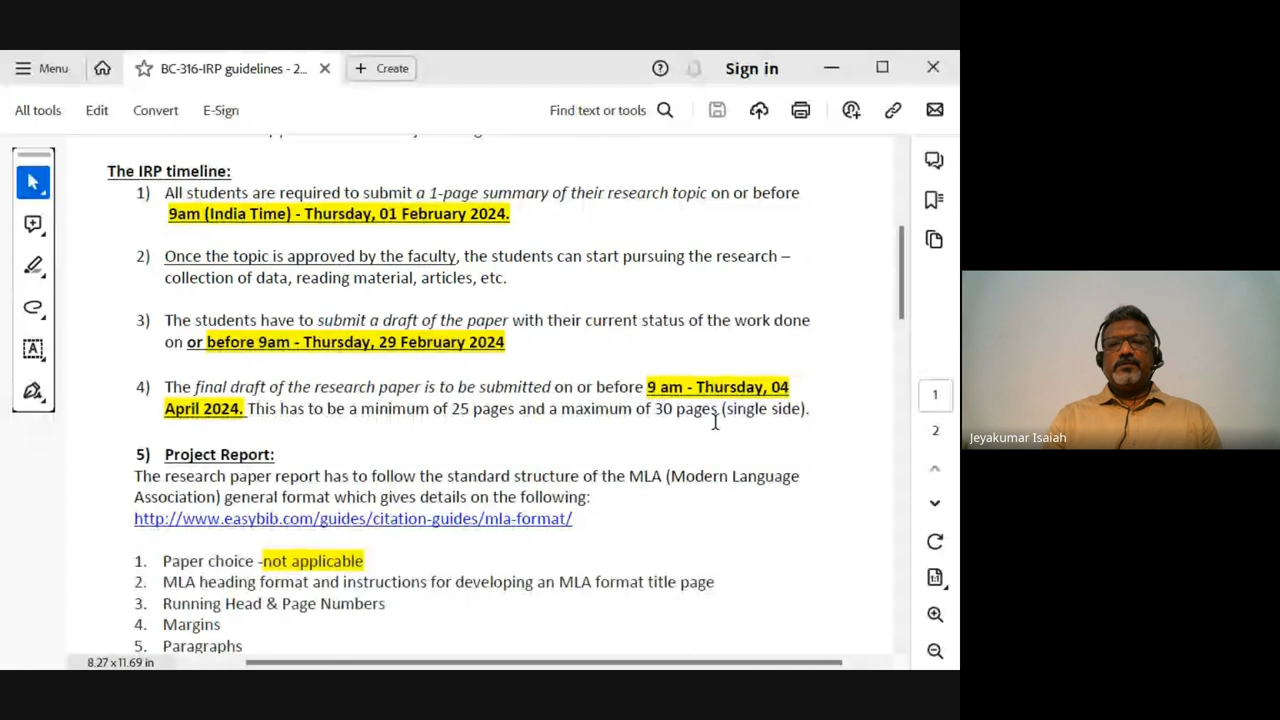 Menu
BC-316-IRP guidelines - 2...
Create
Sign in
All tools
Edit
Convert
E-Sign
Find text or tools
The IRP timeline:
1) All students are required to submit a 1-page summary of their research topic on or before
9am (India Time) - Thursday, 01 February 2024.
2) Once the topic is approved by the faculty, the students can start pursuing the research –
collection of data, reading material, articles, etc.
3) The students have to submit a draft of the paper with their current status of the work done
on or before 9am - Thursday, 29 February 2024
4) The final draft of the research paper is to be submitted on or before 9 am - Thursday, 04
April 2024. This has to be a minimum of 25 pages and a maximum of 30 pages (single side).
5) Project Report:
The research paper report has to follow the standard structure of the MLA (Modern Language
Association) general format which gives details on the following:
http://www.easybib.com/guides/citation-guides/mla-format/
1. Paper choice -not applicable
2. MLA heading format and instructions for developing an MLA format title page
3. Running Head & Page Numbers
4. Margins
5. Paragraphs
8.27 x 11.69 in
1
2
Jeyakumar Isaiah